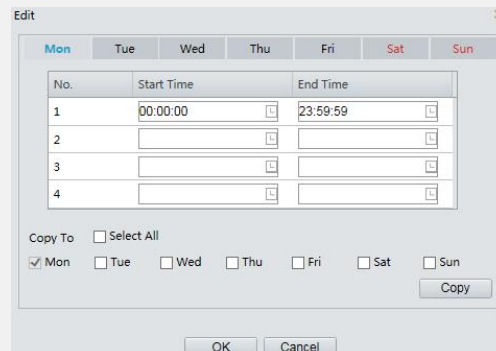 Edit
Mon Tue Wed Thu Fri Sat Sun
No. Start Time End Time
1 00:00:00 23:59:59
2
3
4
Copy To Select All
Mon Tue Wed Thu Fri Sat Sun
Copy
OK Cancel